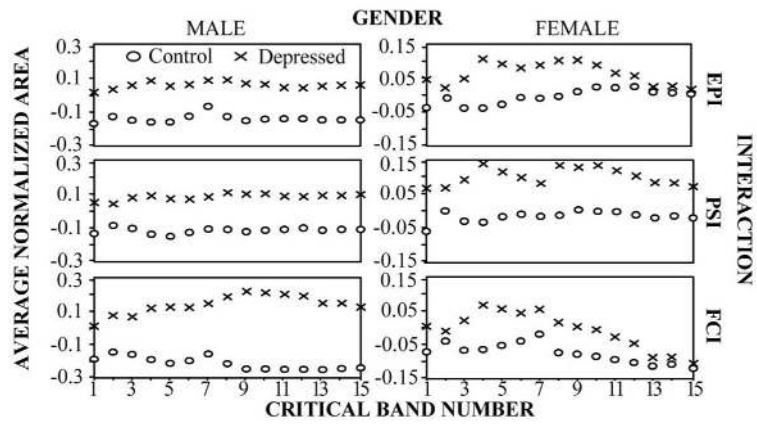 GENDER
MALE
FEMALE
AVERAGE NORMALIZED AREA
INTERACTION
0.3
0.1
-0.1
-0.3
Control
Depressed
0.15
0.05
-0.05
-0.15
EPI
0.3
0.1
-0.1
-0.3
0.15
0.05
-0.05
-0.15
PSI
0.3
0.1
-0.1
-0.3
1 3 5 7 9 11 13 15
0.15
0.05
-0.05
-0.15
1 3 5 7 9 11 13 15
FCI
CRITICAL BAND NUMBER